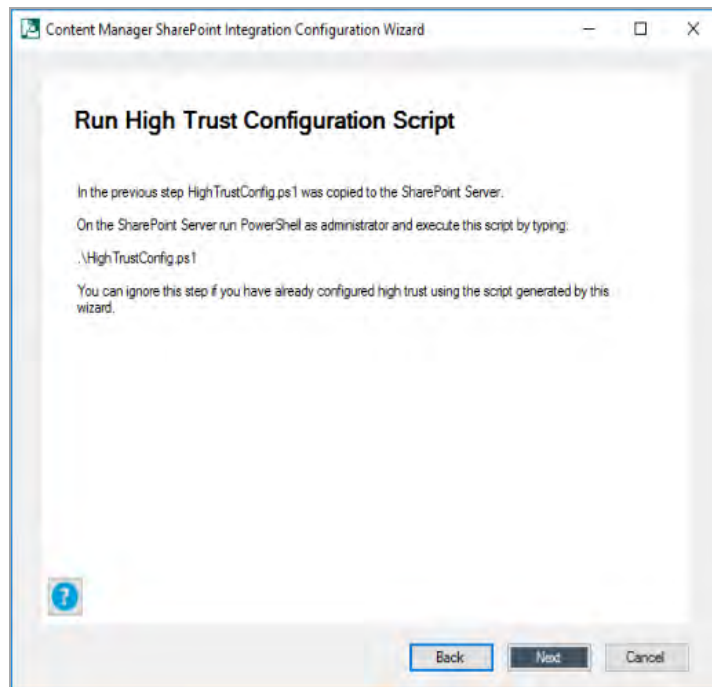 Content Manager SharePoint Integration Configuration Wizard
Run High Trust Configuration Script
In the previous step HighTrustConfig.ps1 was copied to the SharePoint Server.
On the SharePoint Server run PowerShell as administrator and execute this script by typing:
.\HighTrustConfig.ps1
You can ignore this step if you have already configured high trust using the script generated by this
wizard.
?
Back Next Cancel